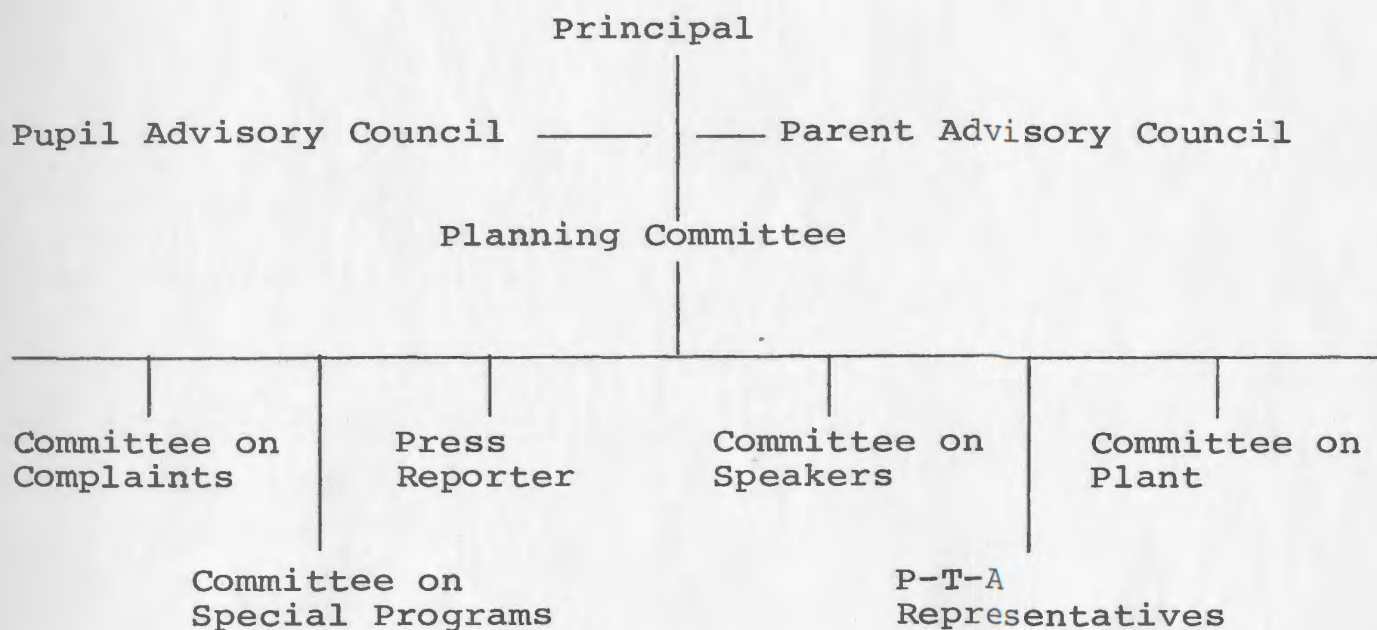 Principal
Pupil Advisory Council
Parent Advisory Council
Planning Committee
Committee on
Complaints
Press
Reporter
Committee on
Speakers
Committee on
Plant
Committee on
Special Programs
P-T-A
Representatives